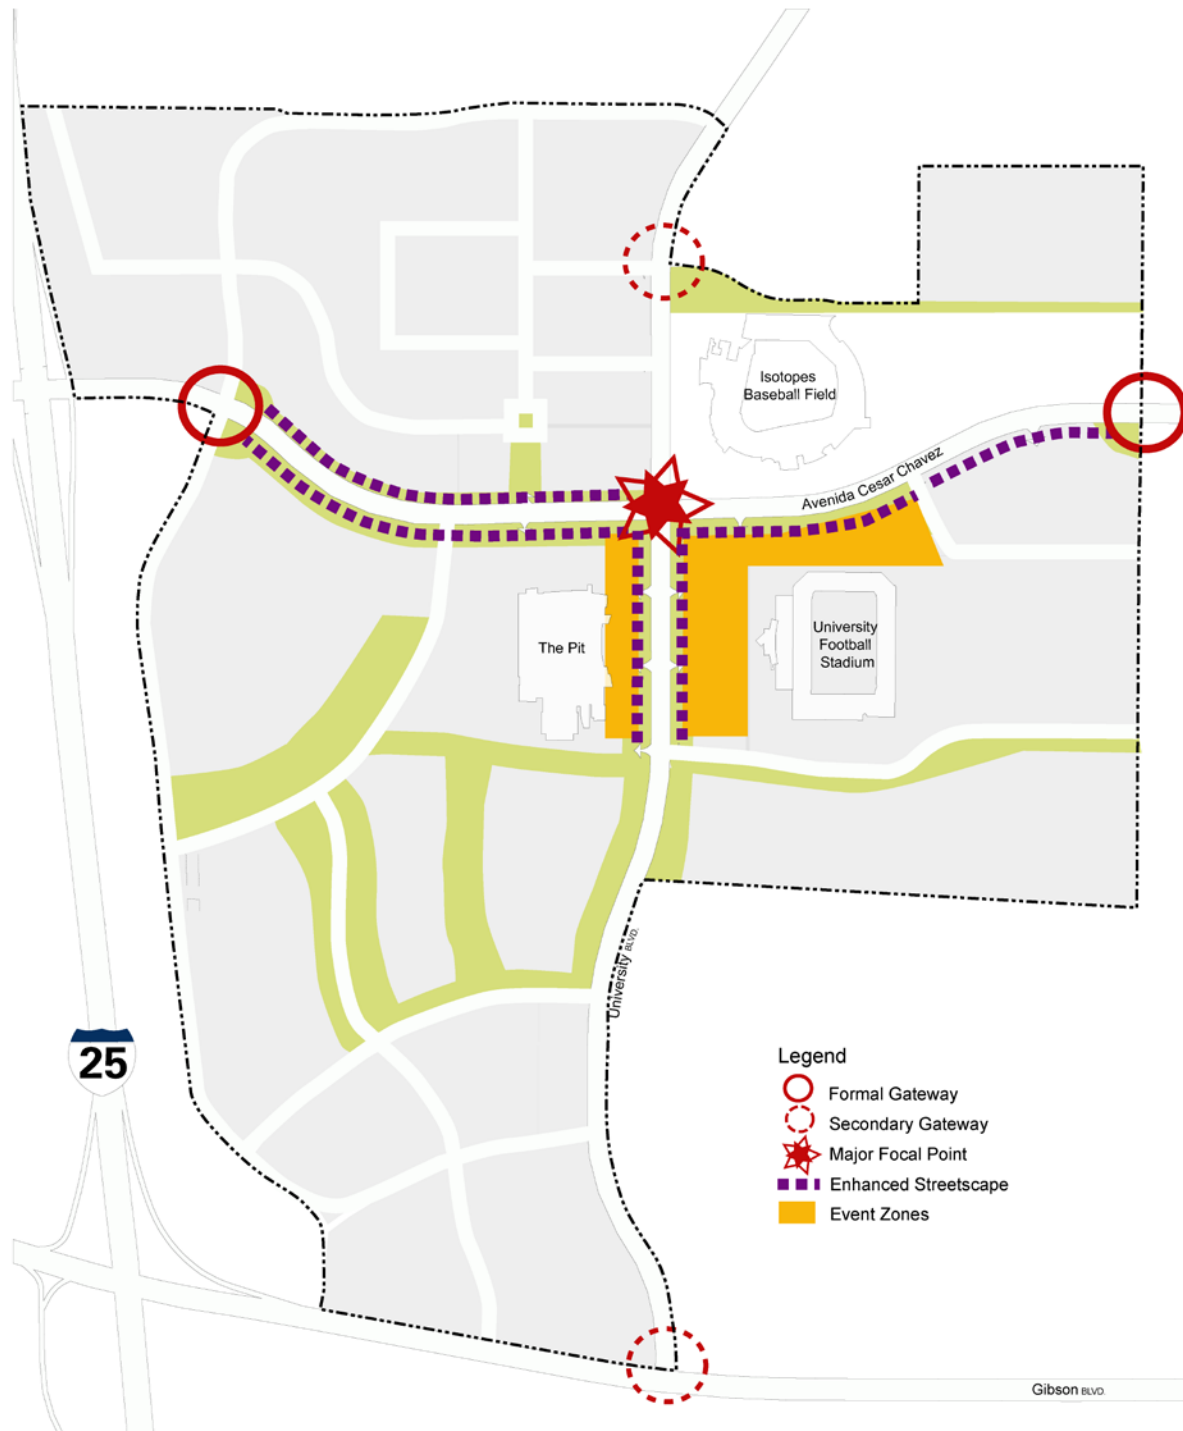 Isotopes
Baseball Field
Avenida Cesar Chavez
The Pit
University
Football
Stadium
University BLVD.
25
Legend
Formal Gateway
Secondary Gateway
Major Focal Point
Enhanced Streetscape
Event Zones
Gibson BLVD.